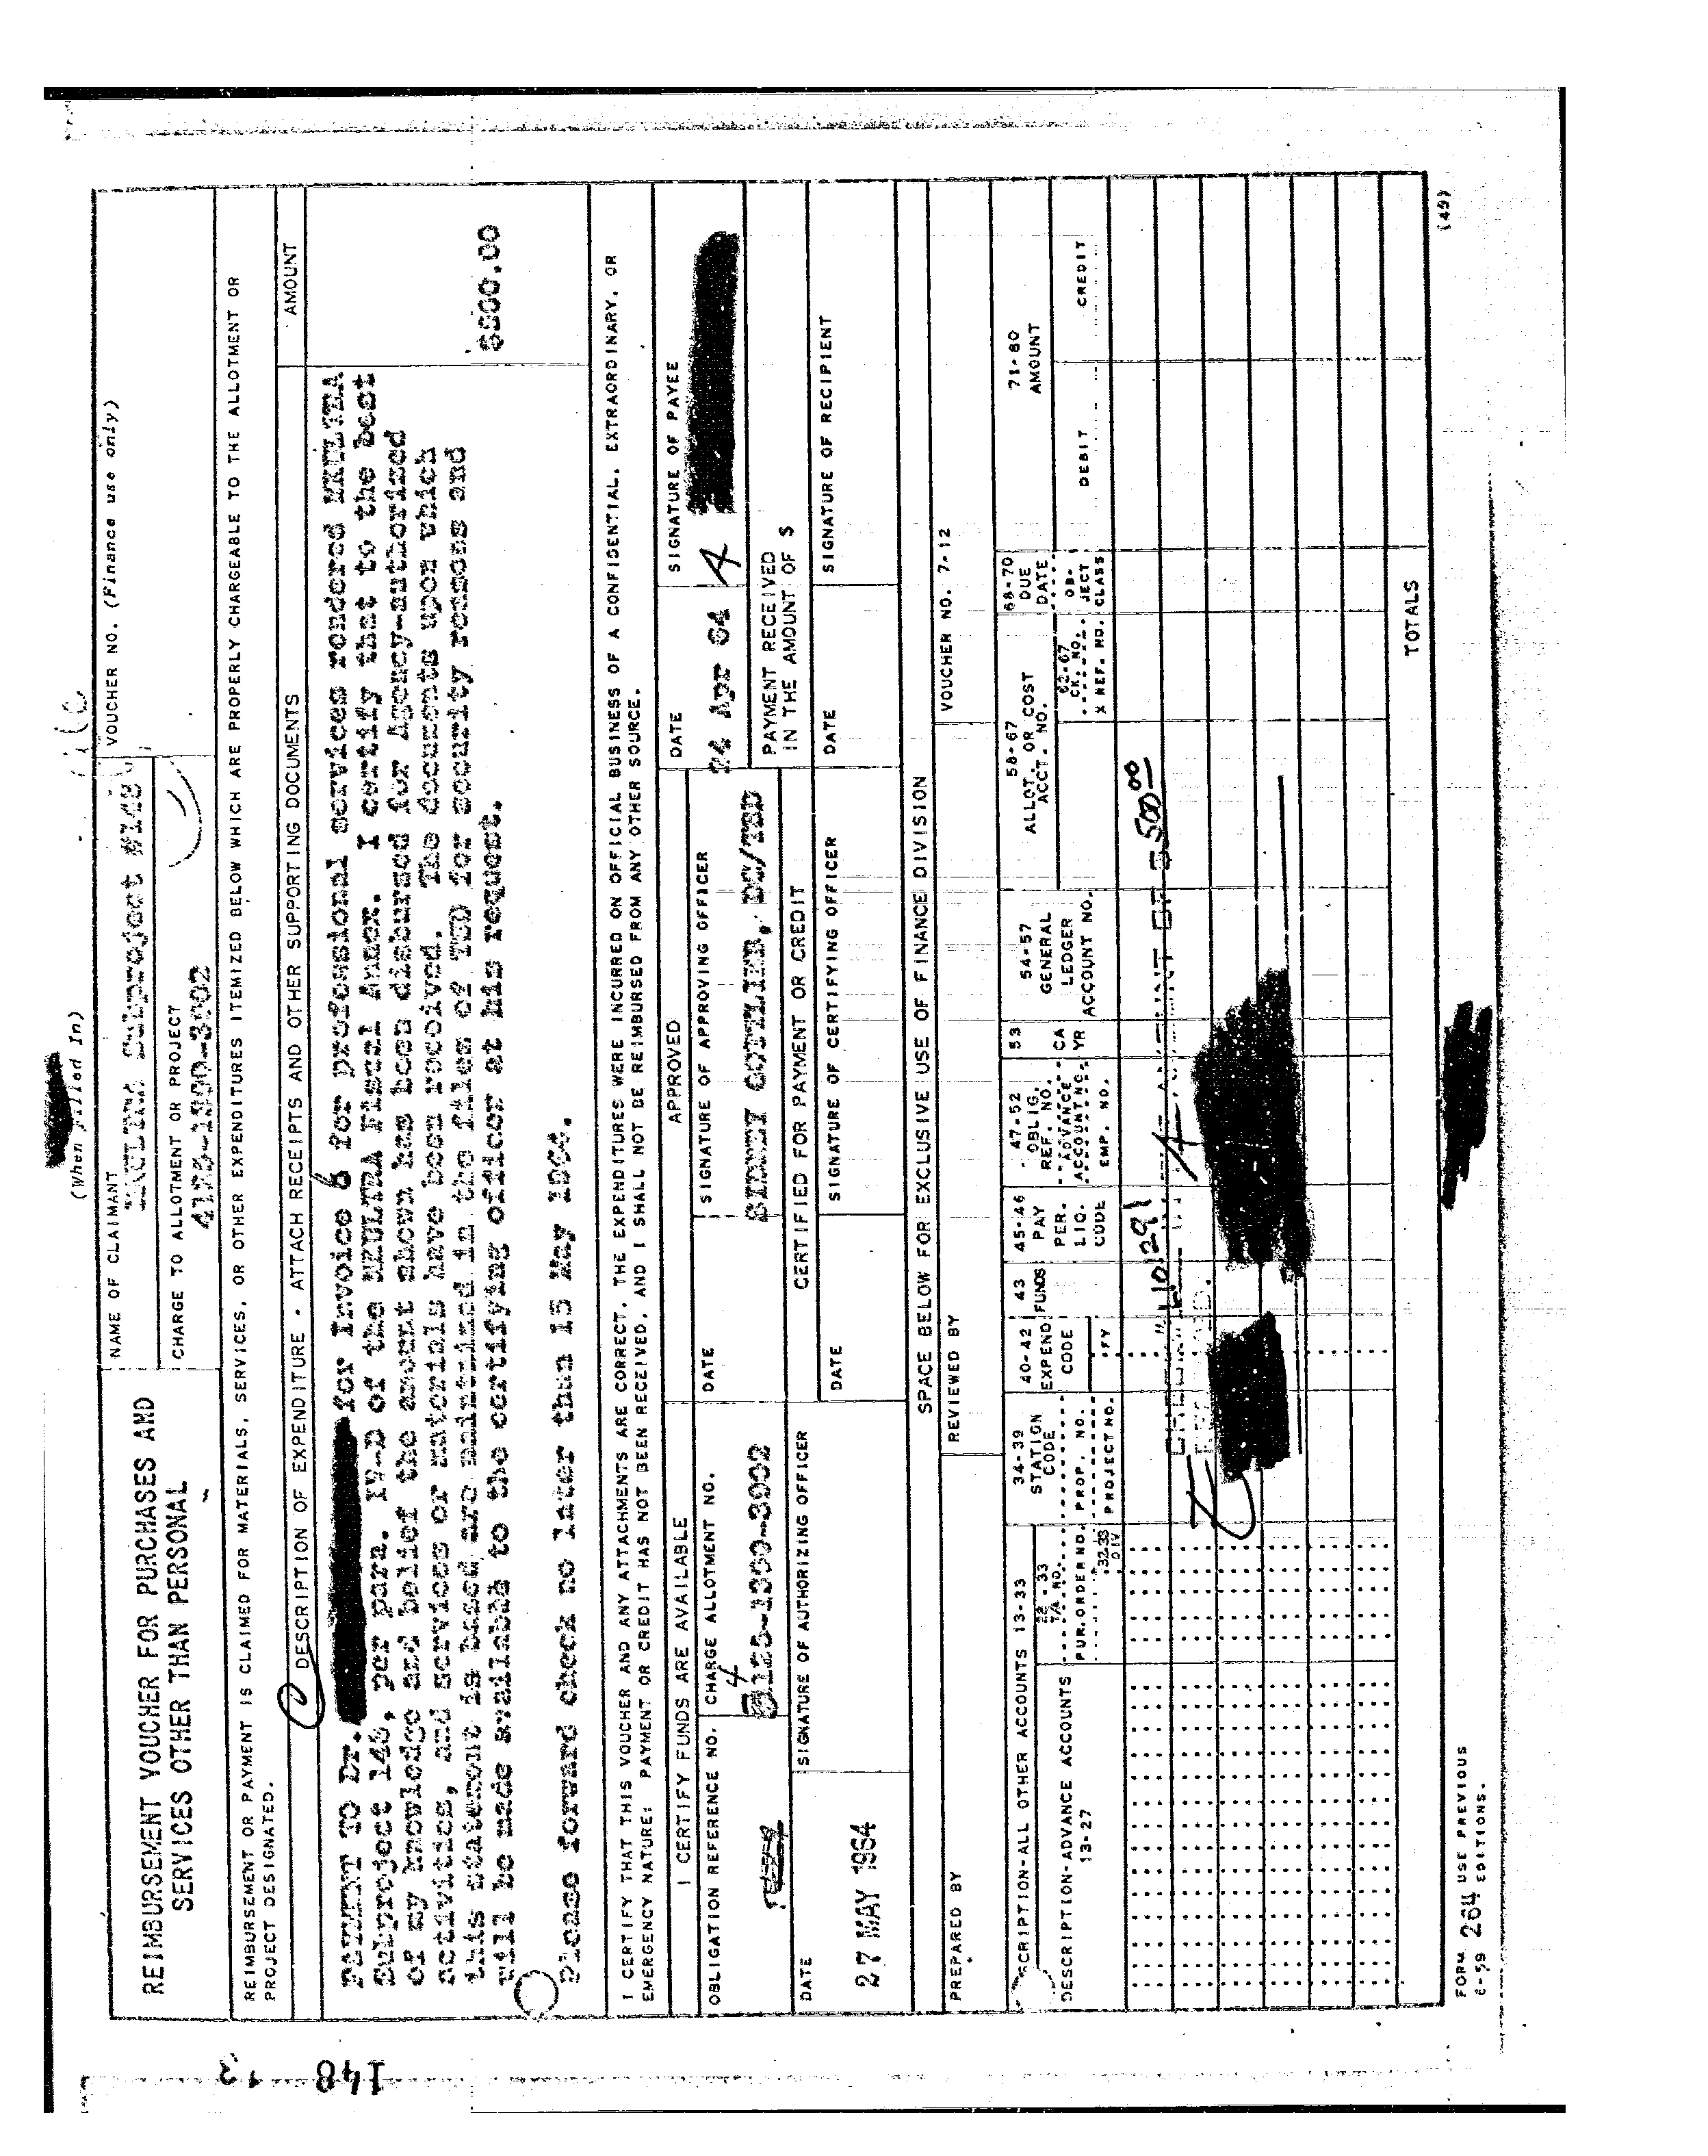 (When Filled In)
REIMBURSEMENT VOUCHER FOR PURCHASES AND
SERVICES OTHER THAN PERSONAL
NAME OF CLAIMANT
MKULTRA Subproject #148
VOUCHER NO. (Finance use only)
CHARGE TO ALLOTMENT OR PROJECT
4125-1390-3902
REIMBURSEMENT OR PAYMENT IS CLAIMED FOR MATERIALS, SERVICES, OR OTHER EXPENDITURES ITEMIZED BELOW WHICH ARE PROPERLY CHARGEABLE TO THE ALLOTMENT OR
PROJECT DESIGNATED.
DESCRIPTION OF EXPENDITURE - ATTACH RECEIPTS AND OTHER SUPPORTING DOCUMENTS
AMOUNT
PAYMENT TO Dr. for Invoice 6 for professional services rendered MKULTRA
Subproject 148, per para. IV-D of the MKULTRA Fiscal Annex. I certify that to the best
of my knowledge and belief the amount shown has been disbursed for Agency-authorized
activities, and services or materials have been received. The documents upon which
this statement is based are maintained in the files of TSD for security reasons and
will be made available to the certifying officer at his request.
$500.00
Please forward check no later than 15 May 1964.
I CERTIFY THAT THIS VOUCHER AND ANY ATTACHMENTS ARE CORRECT. THE EXPENDITURES WERE INCURRED ON OFFICIAL BUSINESS OF A CONFIDENTIAL, EXTRAORDINARY, OR
EMERGENCY NATURE: PAYMENT OR CREDIT HAS NOT BEEN RECEIVED, AND I SHALL NOT BE REIMBURSED FROM ANY OTHER SOURCE.
I CERTIFY FUNDS ARE AVAILABLE
APPROVED
DATE
SIGNATURE OF PAYEE
24 Apr 64
OBLIGATION REFERENCE NO.
CHARGE ALLOTMENT NO.
4
125-1390-3902
DATE
SIGNATURE OF APPROVING OFFICER
SIDNEY GOTTLIEB, DC/TSD
PAYMENT RECEIVED
IN THE AMOUNT OF $
DATE
27 MAY 1964
SIGNATURE OF AUTHORIZING OFFICER
CERTIFIED FOR PAYMENT OR CREDIT
DATE
SIGNATURE OF CERTIFYING OFFICER
DATE
SIGNATURE OF RECIPIENT
SPACE BELOW FOR EXCLUSIVE USE OF FINANCE DIVISION
PREPARED BY
REVIEWED BY
VOUCHER NO. 7-12
DESCRIPTION-ALL OTHER ACCOUNTS 13-33
DESCRIPTION-ADVANCE ACCOUNTS
13-27
28-33
T/A NO.
PUR.ORDER NO.
32-33
DIV
34-39
STATION
CODE
PROP. NO.
PROJECT NO.
40-42
EXPEND
CODE
FY
43
FUNDS
45-46
PAY
PER.
LIQ.
CODE
47-52
OBLIG.
REF. NO.
ADVANCE
ACCOUNT NO.
EMP. NO.
53
CA
YR
54-57
GENERAL
LEDGER
ACCOUNT NO.
58-67
ALLOT. OR COST
ACCT. NO.
62-67
CK. NO.
X REF. NO.
68-70
DUE
DATE
OB-
JECT
CLASS
71-80
AMOUNT
DEBIT
CREDIT
IN AMOUNT OF $ 500.00
TOTALS
FORM 264 USE PREVIOUS
6-59 EDITIONS.
(49)
148